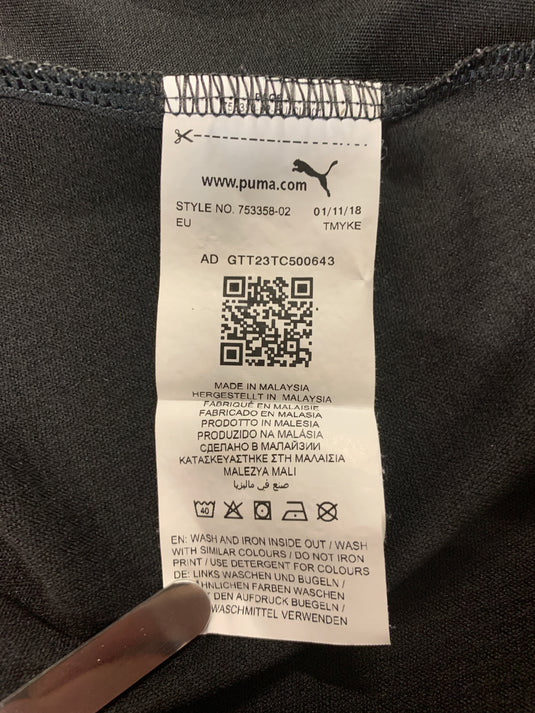 www.puma.com
STYLE NO. 753358-02 01/11/18
EU TMYKE
AD GTT23TC500643
MADE IN MALAYSIA
HERGESTELLT IN MALAYSIA
FABRIQUÉ EN MALAISIE
FABRICADO EN MALASIA
PRODOTTO IN MALESIA
PRODUZIDO NA MALÁSIA
СДЕЛАНО В МАЛАЙЗИИ
ΚΑΤΑΣΚΕΥΑΣΤΗΚΕ ΣΤΗ ΜΑΛΑΙΣΙΑ
MALEZYA MALI
صنع في ماليزيا
40
EN: WASH AND IRON INSIDE OUT / WASH
WITH SIMILAR COLOURS / DO NOT IRON
PRINT / USE DETERGENT FOR COLOURS
DE: LINKS WASCHEN UND BÜGELN /
ÄHNLICHEN FARBEN WASCHEN
DEN AUFDRUCK BUEGELN /
WASCHMITTEL VERWENDEN